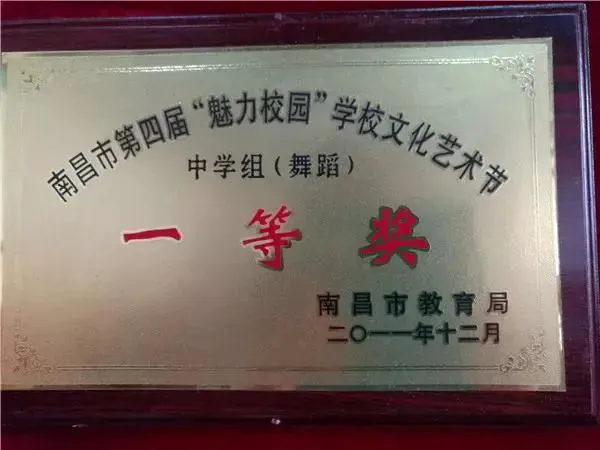 南昌市第四届“魅力校园”学校文化艺术节
中学组（舞蹈）
一等奖
南昌市教育局
二〇一一年十二月